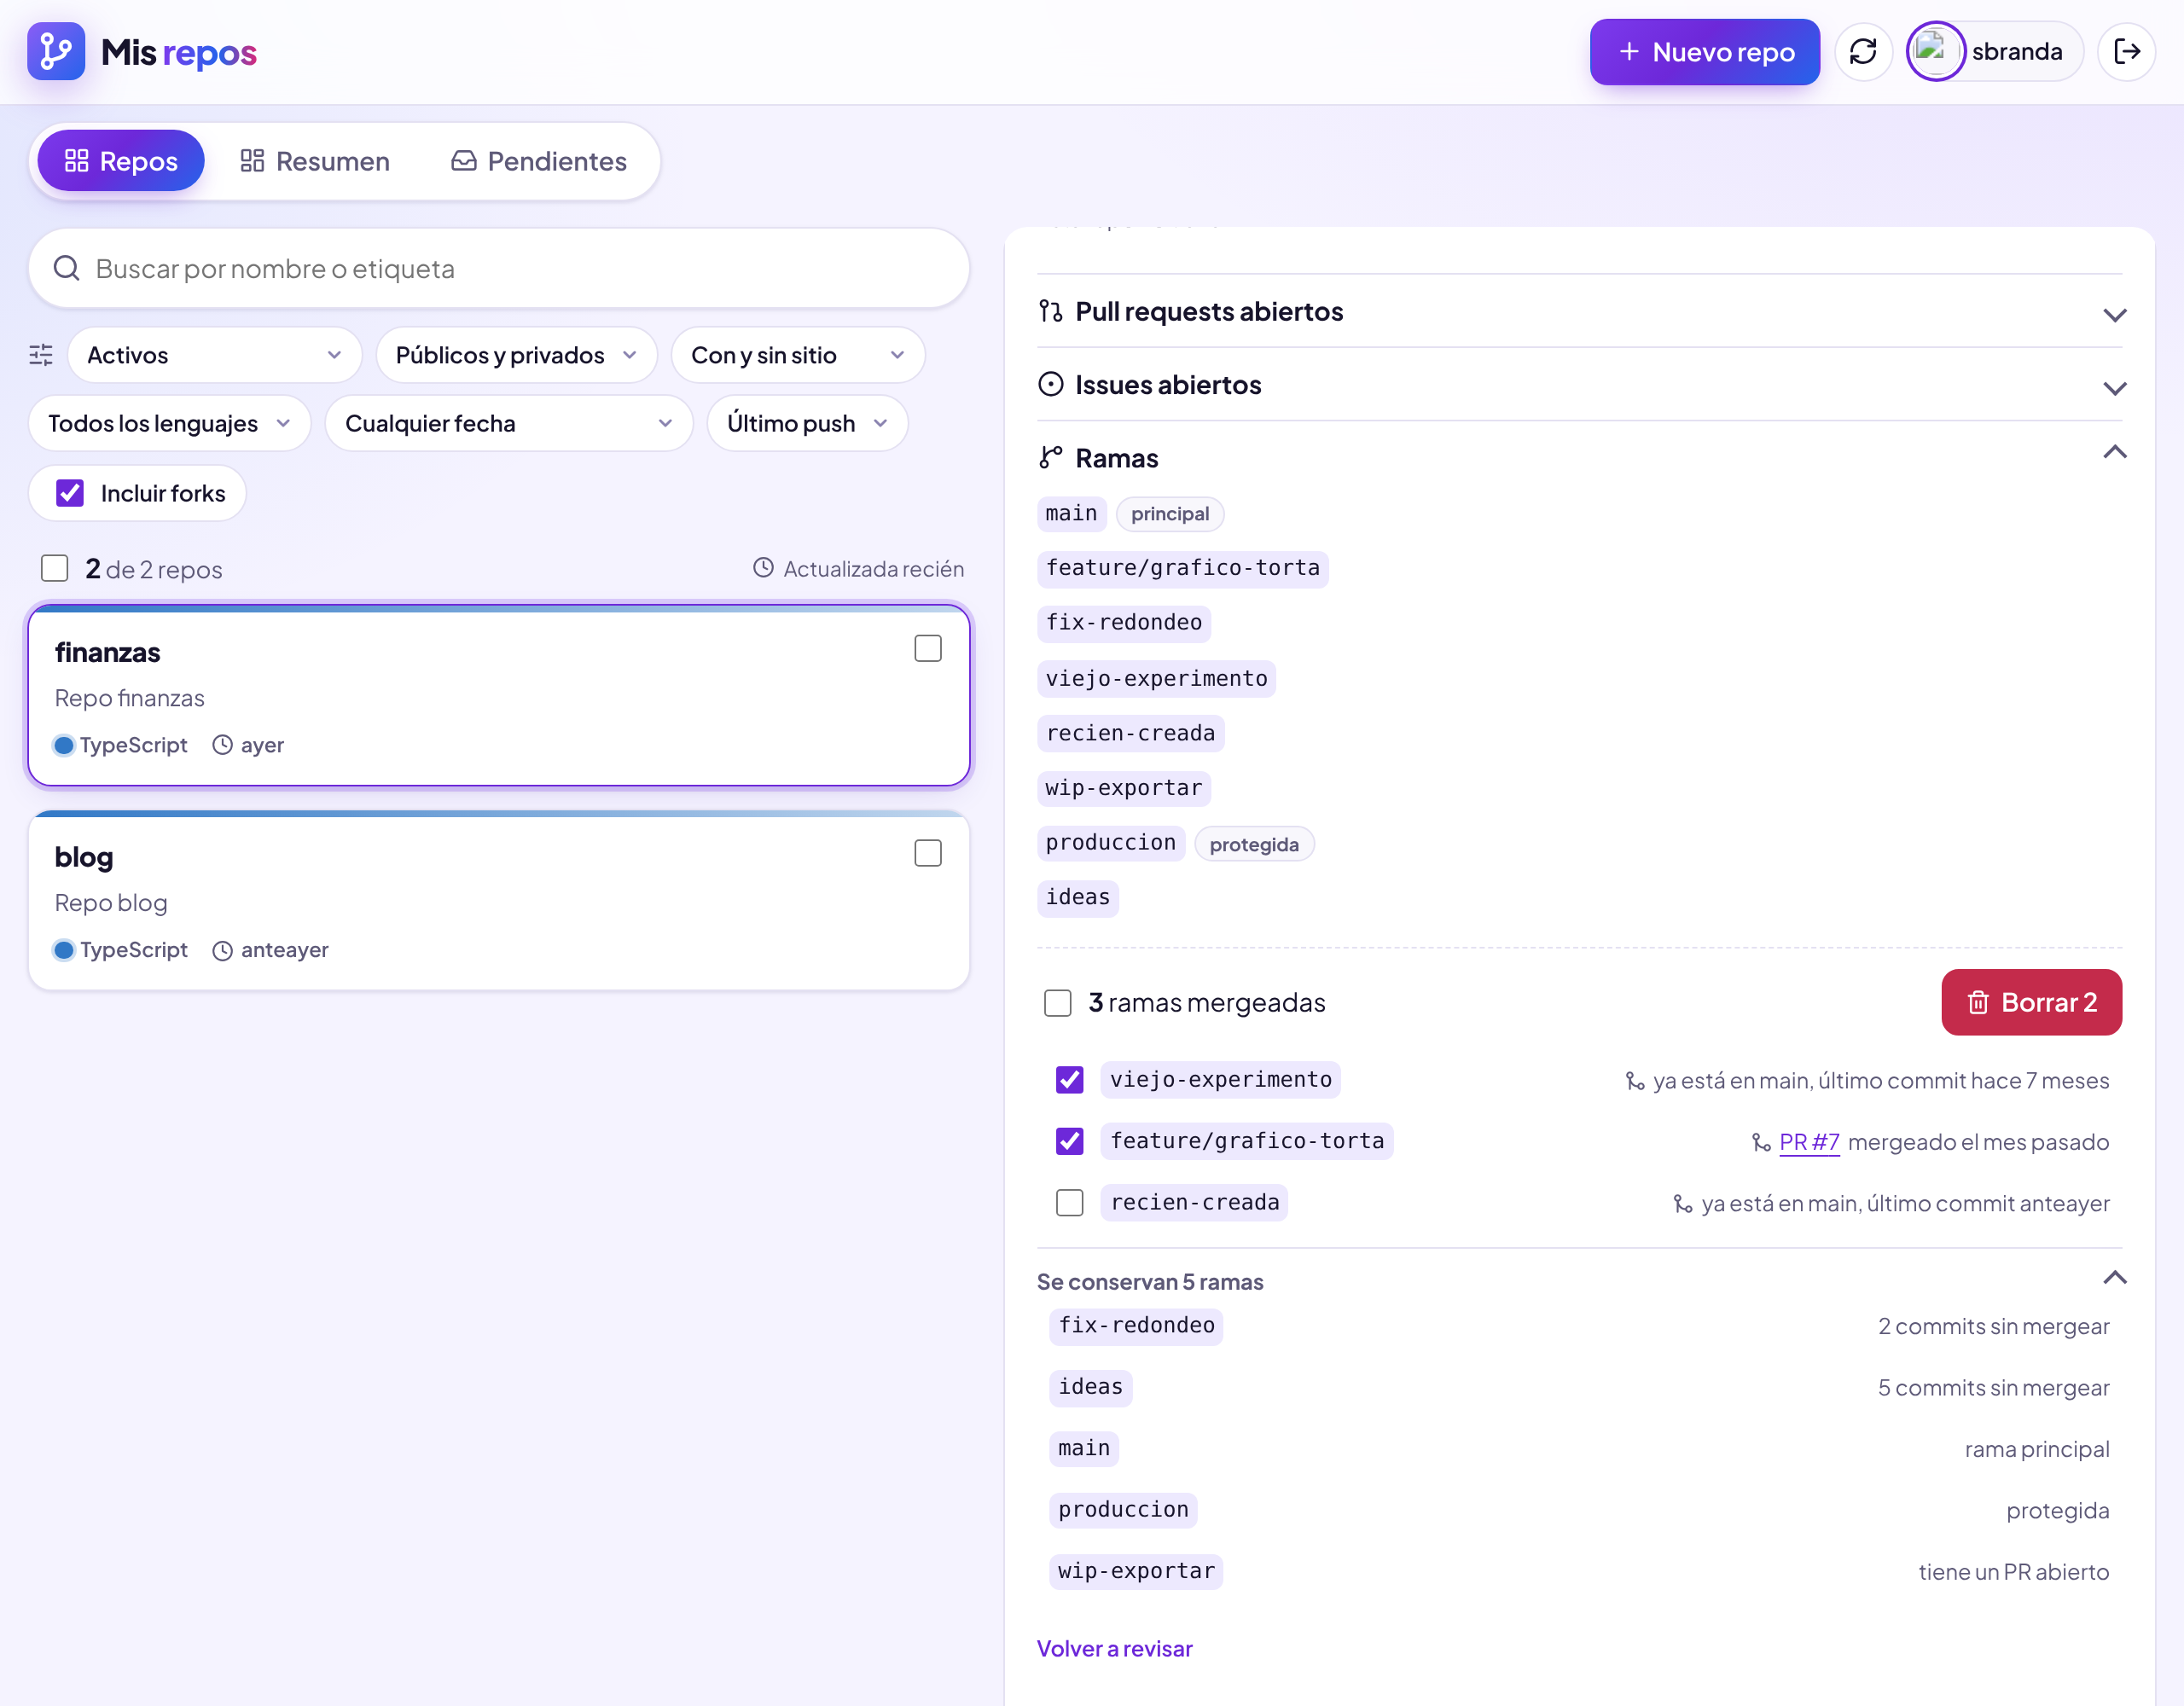 Mis repos
+ Nuevo repo
sbranda
Repos
Resumen
Pendientes
Buscar por nombre o etiqueta
Activos
Públicos y privados
Con y sin sitio
Todos los lenguajes
Cualquier fecha
Último push
Incluir forks
2 de 2 repos
Actualizada recién
finanzas
Repo finanzas
TypeScript
ayer
blog
Repo blog
TypeScript
anteayer
Pull requests abiertos
Issues abiertos
Ramas
main principal
feature/grafico-torta
fix-redondeo
viejo-experimento
recien-creada
wip-exportar
produccion protegida
ideas
3 ramas mergeadas
Borrar 2
viejo-experimento
ya está en main, último commit hace 7 meses
feature/grafico-torta
PR #7 mergeado el mes pasado
recien-creada
ya está en main, último commit anteayer
Se conservan 5 ramas
fix-redondeo
2 commits sin mergear
ideas
5 commits sin mergear
main
rama principal
produccion
protegida
wip-exportar
tiene un PR abierto
Volver a revisar